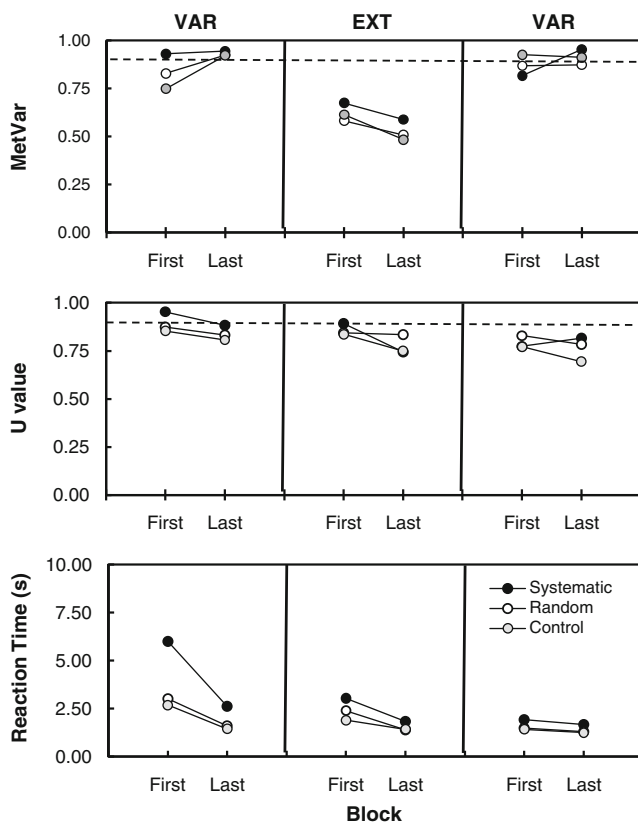 VAR EXT VAR
1.00
0.75
0.50
0.25
0.00
MetVar
First Last First Last First Last
1.00
0.75
0.50
0.25
0.00
U value
First Last First Last First Last
10.00
7.50
5.00
2.50
0.00
Reaction Time (s)
Systematic
Random
Control
First Last First Last First Last
Block